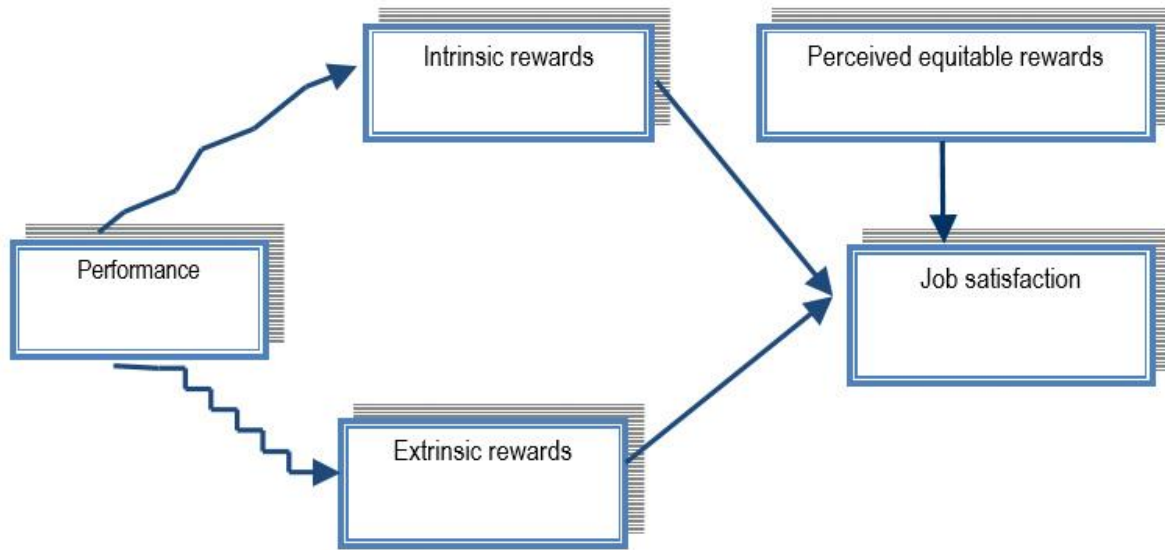 Intrinsic rewards
Perceived equitable rewards
Performance
Job satisfaction
Extrinsic rewards